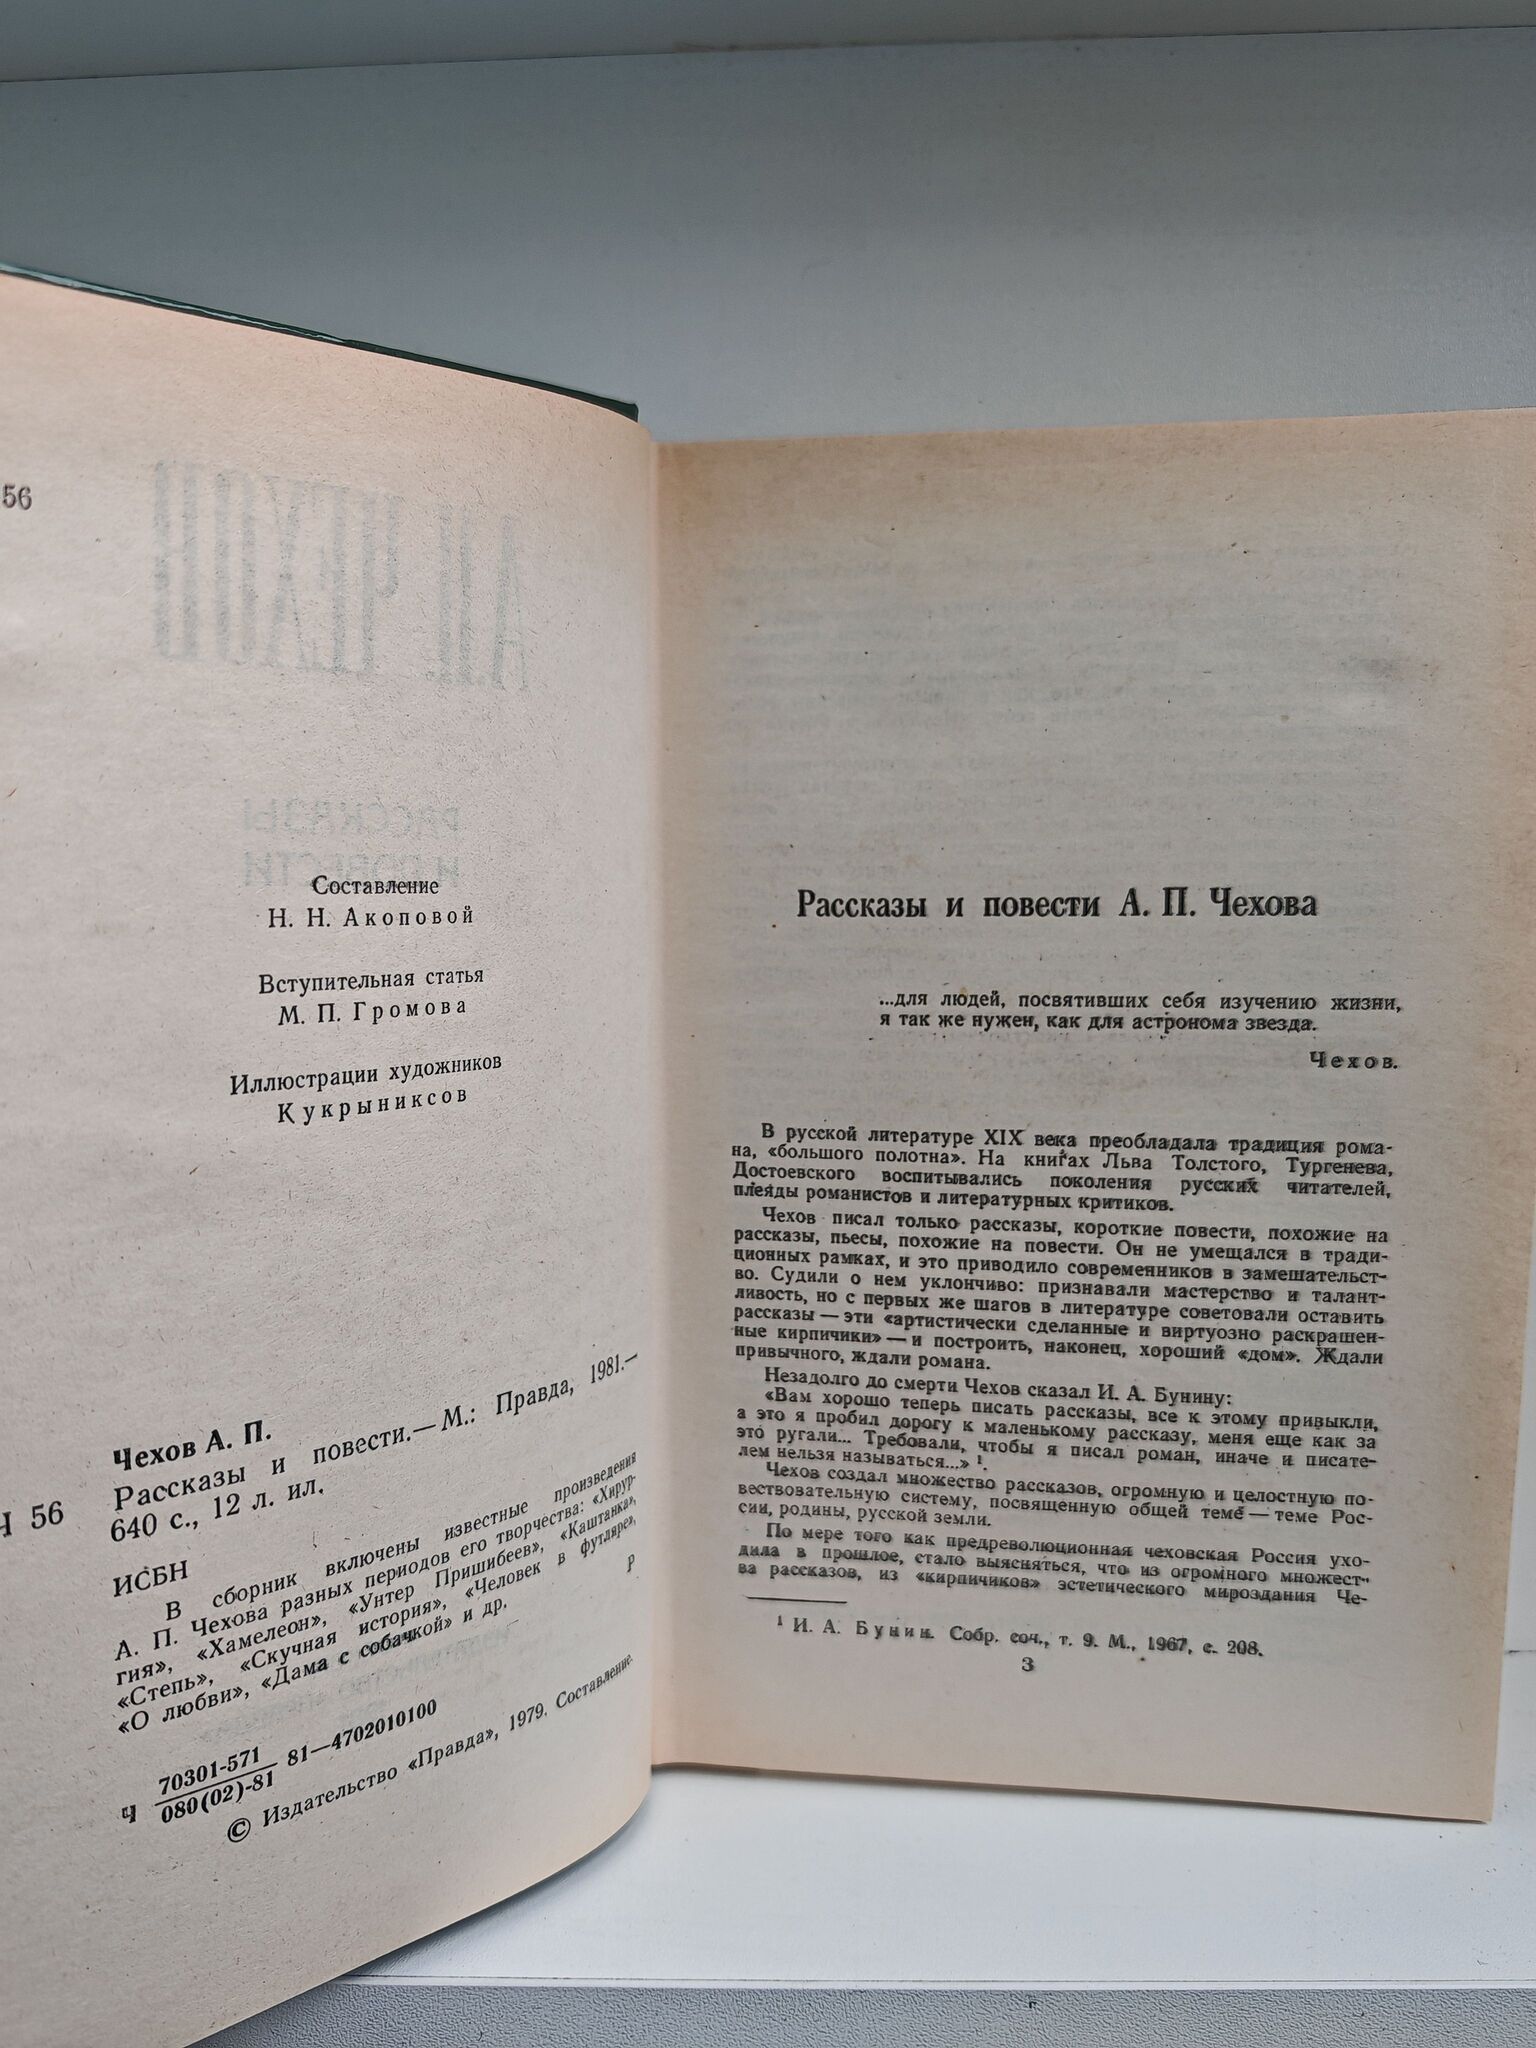 56
Составление
Н. Н. Акоповой
Вступительная статья
М. П. Громова
Иллюстрации художников
Кукрыниксов
Чехов А. П.
Ч 56
Рассказы и повести.— М.: Правда, 1981.—
640 с., 12 л. ил.
ИСБН
В сборник включены известные произведения
А. П. Чехова разных периодов его творчества: «Хирур-
гия», «Хамелеон», «Унтер Пришибеев», «Каштанка»,
«Степь», «Скучная история», «Человек в футляре»,
«О любви», «Дама с собачкой» и др.
Р
Ч 70301-571 81—4702010100
080(02)-81
© Издательство «Правда», 1979. Составление.
Рассказы и повести А. П. Чехова
...для людей, посвятивших себя изучению жизни,
я так же нужен, как для астронома звезда.
Чехов.
В русской литературе XIX века преобладала традиция рома-
на, «большого полотна». На книгах Льва Толстого, Тургенева,
Достоевского воспитывались поколения русских читателей,
плеяды романистов и литературных критиков.
Чехов писал только рассказы, короткие повести, похожие на
рассказы, пьесы, похожие на повести. Он не умещался в тради-
ционных рамках, и это приводило современников в замешательст-
во. Судили о нем уклончиво: признавали мастерство и талант-
ливость, но с первых же шагов в литературе советовали оставить
рассказы — эти «артистически сделанные и виртуозно раскрашен-
ные кирпичики» — и построить, наконец, хороший «дом». Ждали
привычного, ждали романа.
Незадолго до смерти Чехов сказал И. А. Бунину:
«Вам хорошо теперь писать рассказы, все к этому привыкли,
а это я пробил дорогу к маленькому рассказу, меня еще как за
это ругали... Требовали, чтобы я писал роман, иначе и писате-
лем нельзя называться...» ¹.
Чехов создал множество рассказов, огромную и целостную по-
вествовательную систему, посвященную общей теме — теме Рос-
сии, родины, русской земли.
По мере того как предреволюционная чеховская Россия ухо-
дила в прошлое, стало выясняться, что из огромного множест-
ва рассказов, из «кирпичиков» эстетического мироздания Че-
¹ И. А. Бунин. Собр. соч., т. 9. М., 1967, с. 208.
3